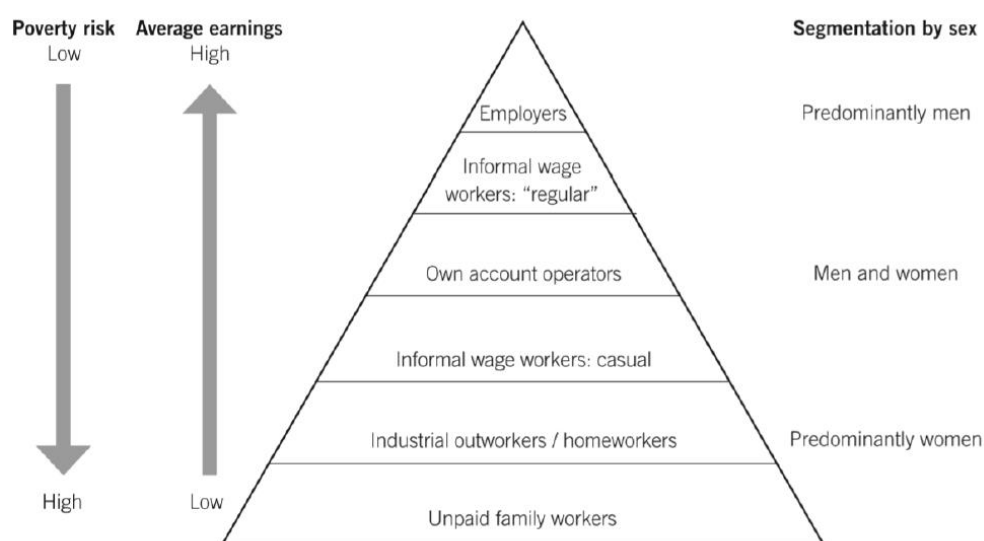 Poverty risk
Low
Average earnings
High
Segmentation by sex
Employers
Predominantly men
Informal wage
workers: “regular”
Own account operators
Men and women
Informal wage workers: casual
Industrial outworkers / homeworkers
Predominantly women
High
Low
Unpaid family workers